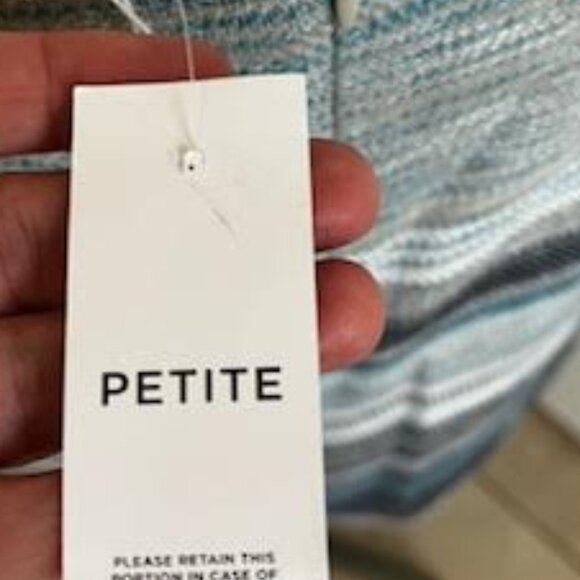 PETITE
PLEASE RETAIN THIS
PORTION IN CASE OF